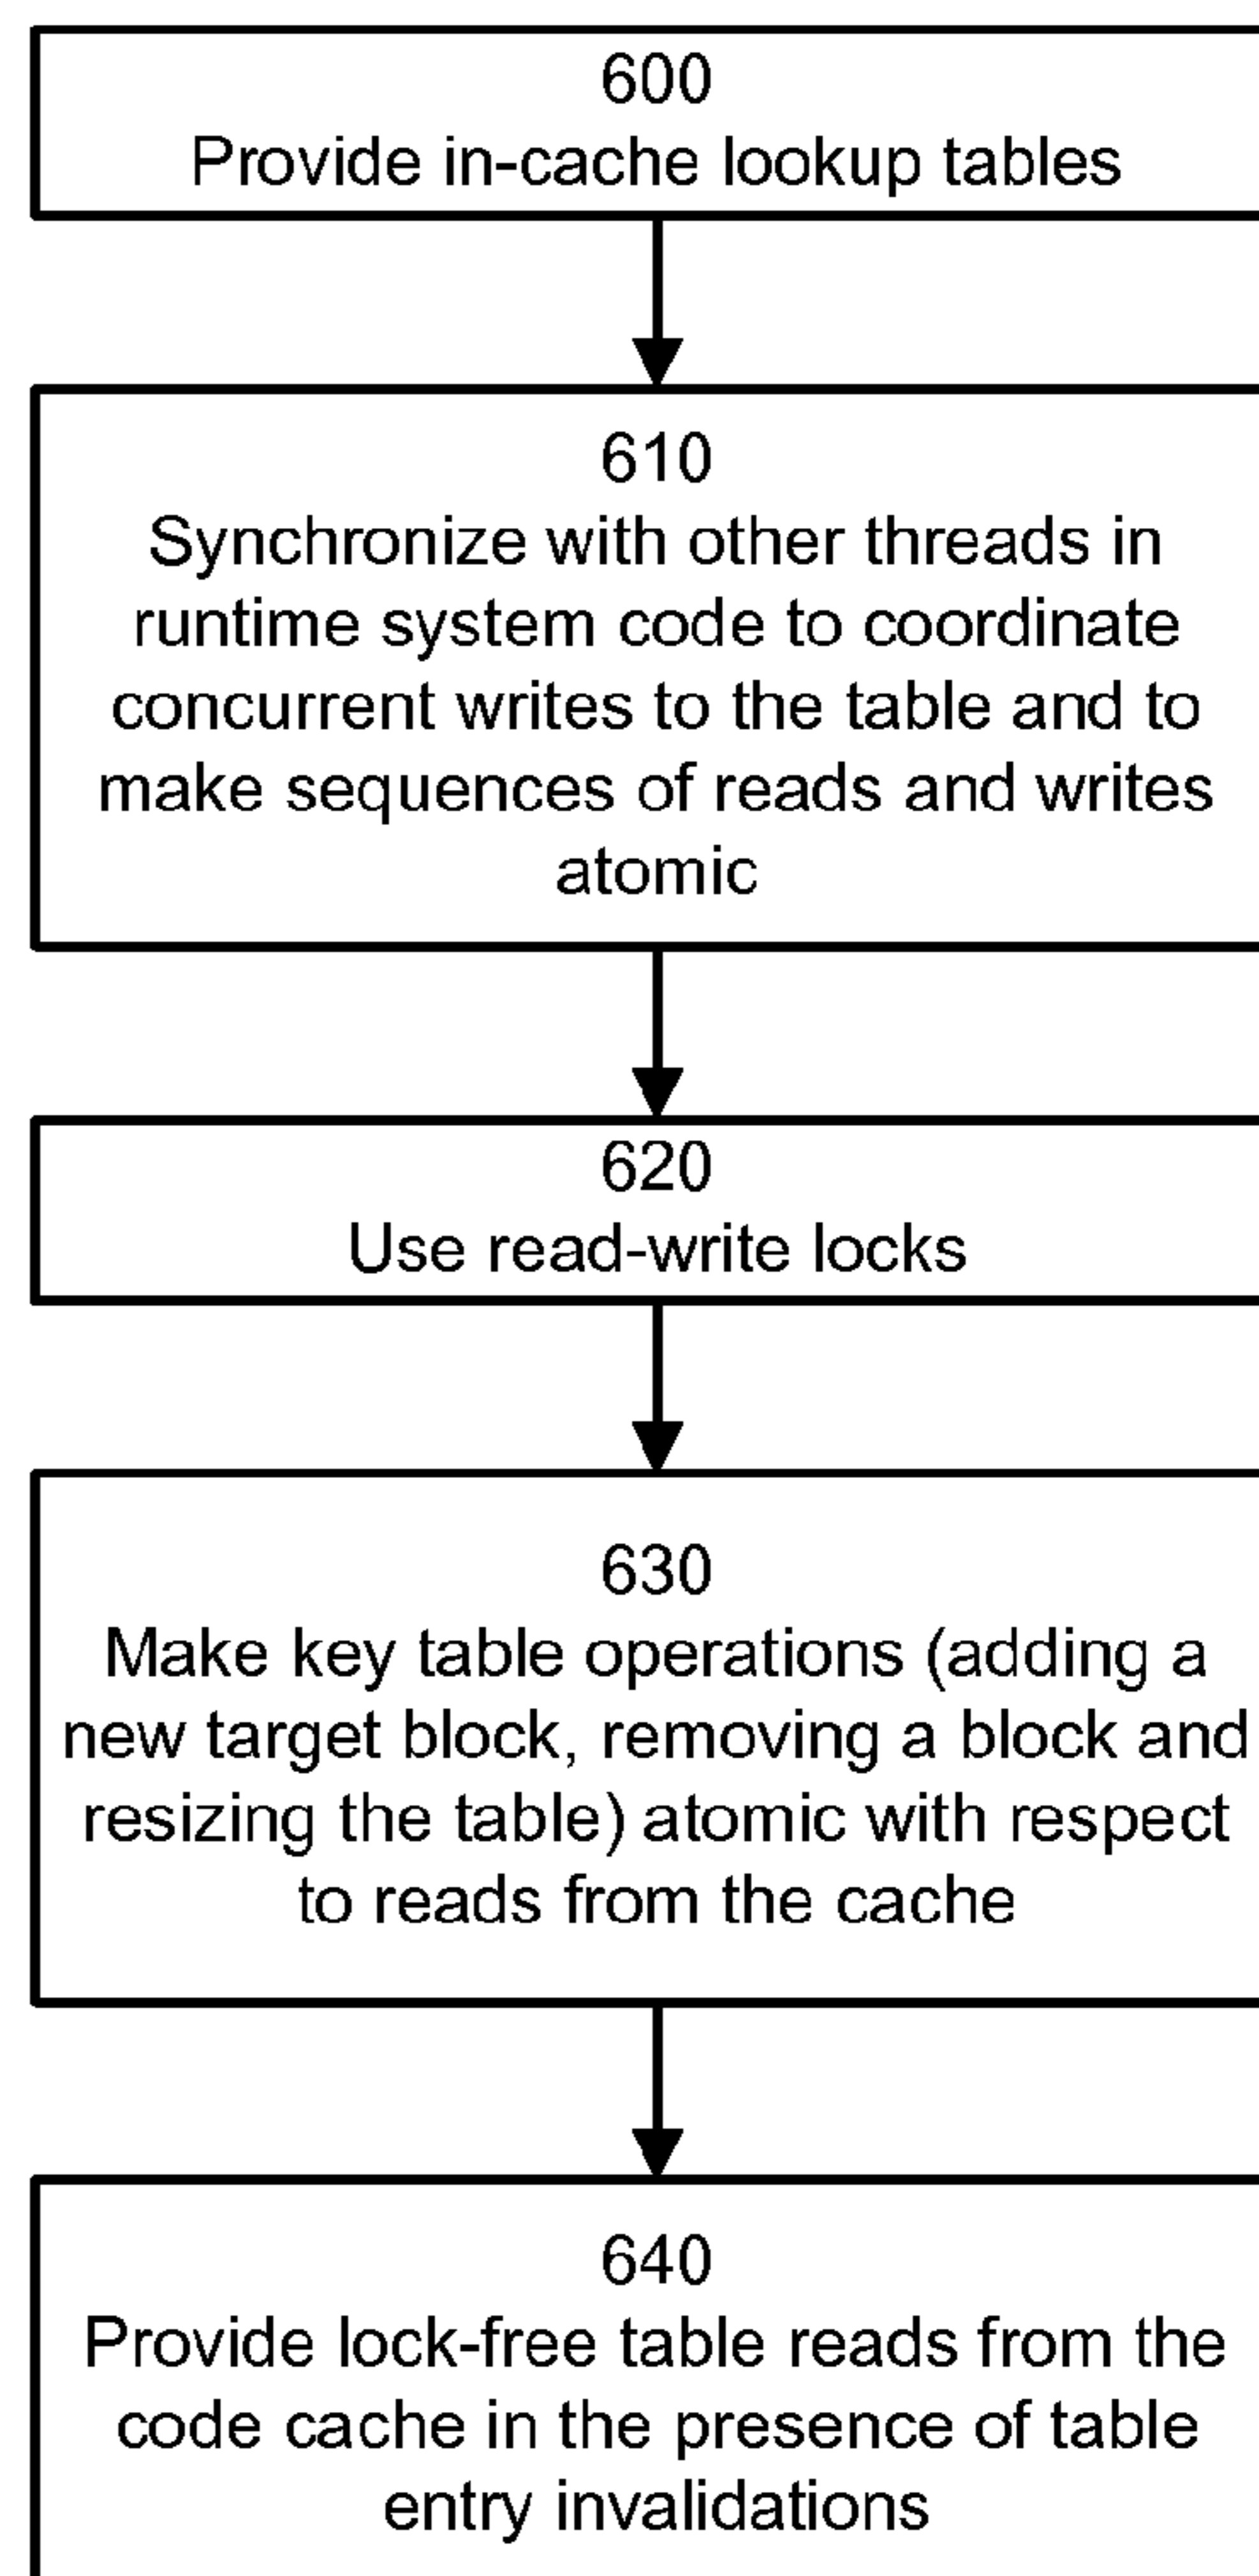 600
Provide in-cache lookup tables
610
Synchronize with other threads in
runtime system code to coordinate
concurrent writes to the table and to
make sequences of reads and writes
atomic
620
Use read-write locks
630
Make key table operations (adding a
new target block, removing a block and
resizing the table) atomic with respect
to reads from the cache
640
Provide lock-free table reads from the
code cache in the presence of table
entry invalidations